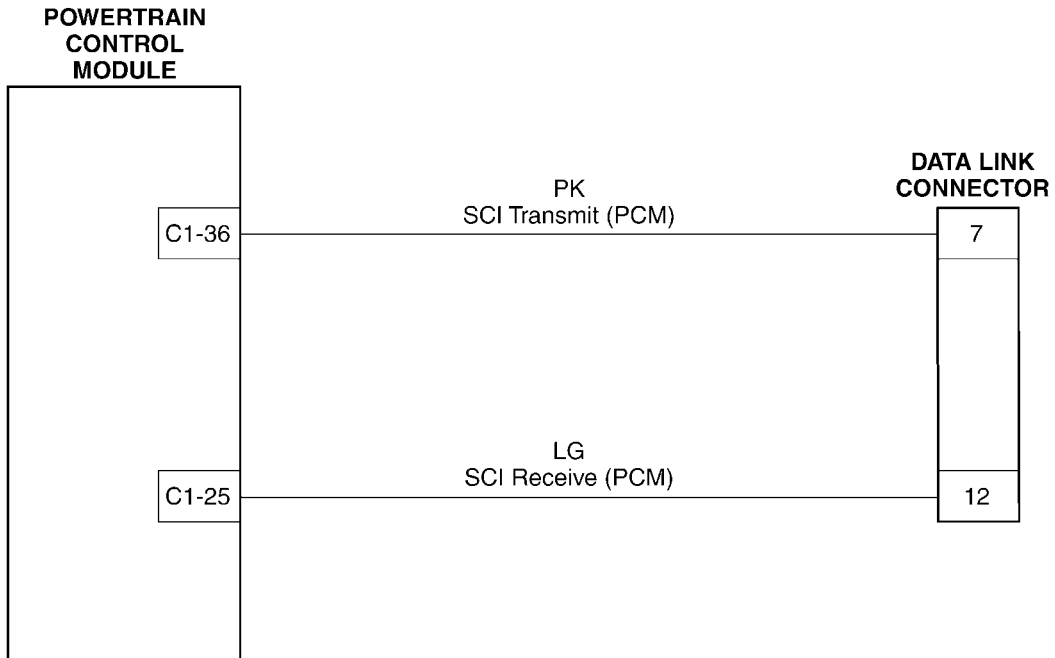 POWERTRAIN
CONTROL
MODULE
DATA LINK
CONNECTOR
PK
SCI Transmit (PCM)
C1-36
7
LG
SCI Receive (PCM)
C1-25
12